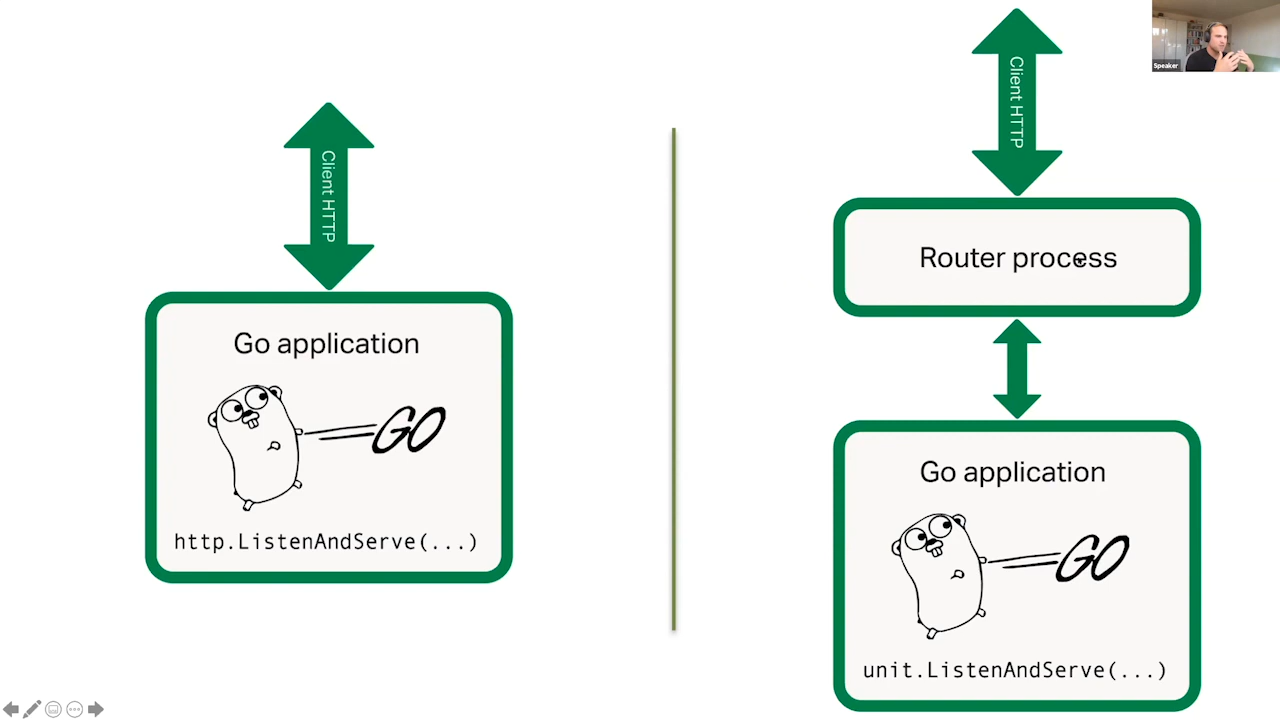 Client HTTP
Go application
GO
http.ListenAndServe(...)
Client HTTP
Router process
Go application
GO
unit.ListenAndServe(...)
Speaker